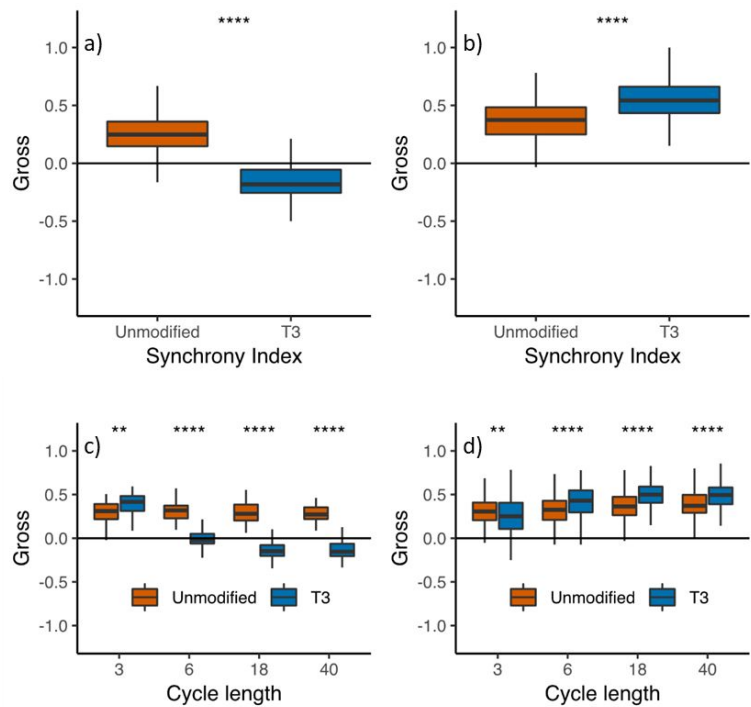 a)
****
1.0
0.5
0.0
-0.5
-1.0
Gross
Unmodified T3
Synchrony Index
b)
****
1.0
0.5
0.0
-0.5
-1.0
Gross
Unmodified T3
Synchrony Index
c)
** **** **** ****
1.0
0.5
0.0
-0.5
-1.0
Gross
Unmodified T3
3 6 18 40
Cycle length
d)
** **** **** ****
1.0
0.5
0.0
-0.5
-1.0
Gross
Unmodified T3
3 6 18 40
Cycle length